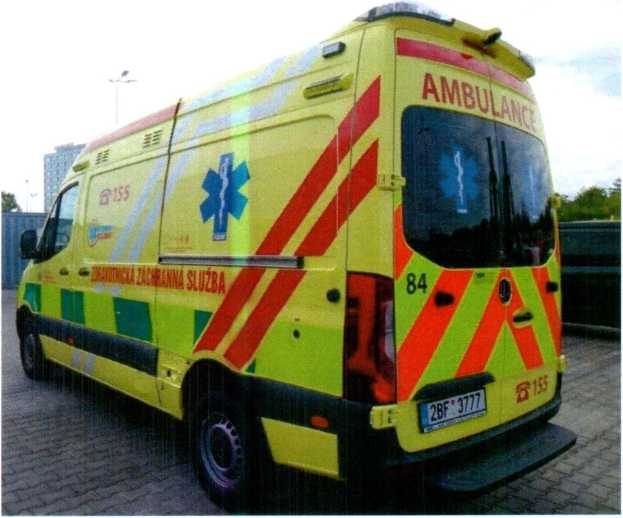 AMBULANCE
☎155
ZDRAVOTNICKÁ ZÁCHRANNÁ SLUŽBA
84
2BF 3777
☎155